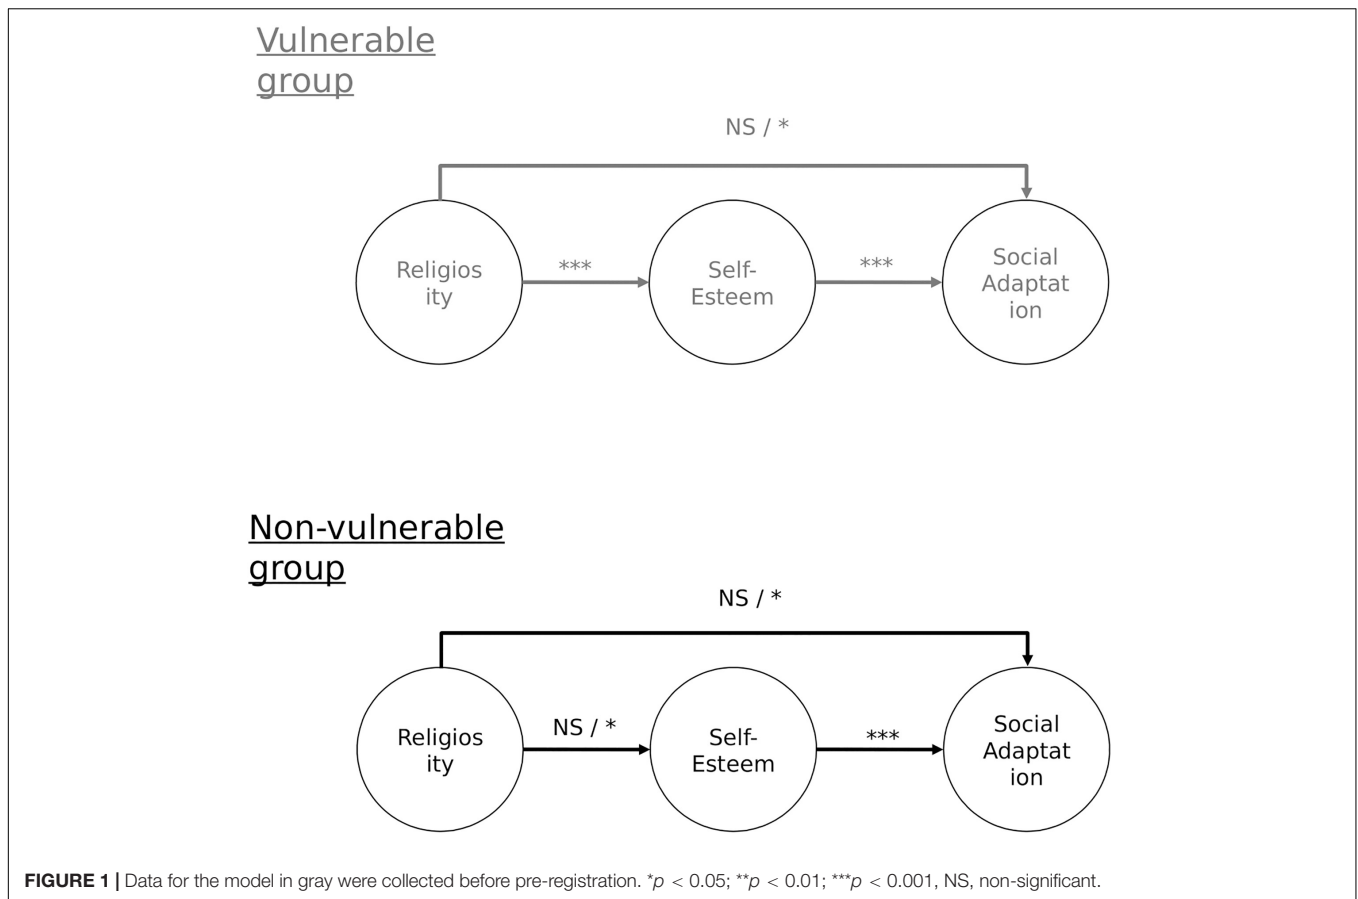 Vulnerable
group
NS / *
Religios
ity
***
Self-
Esteem
***
Social
Adaptat
ion
Non-vulnerable
group
NS / *
Religios
ity
NS / *
Self-
Esteem
***
Social
Adaptat
ion
FIGURE 1 | Data for the model in gray were collected before pre-registration. *p < 0.05; **p < 0.01; ***p < 0.001, NS, non-significant.